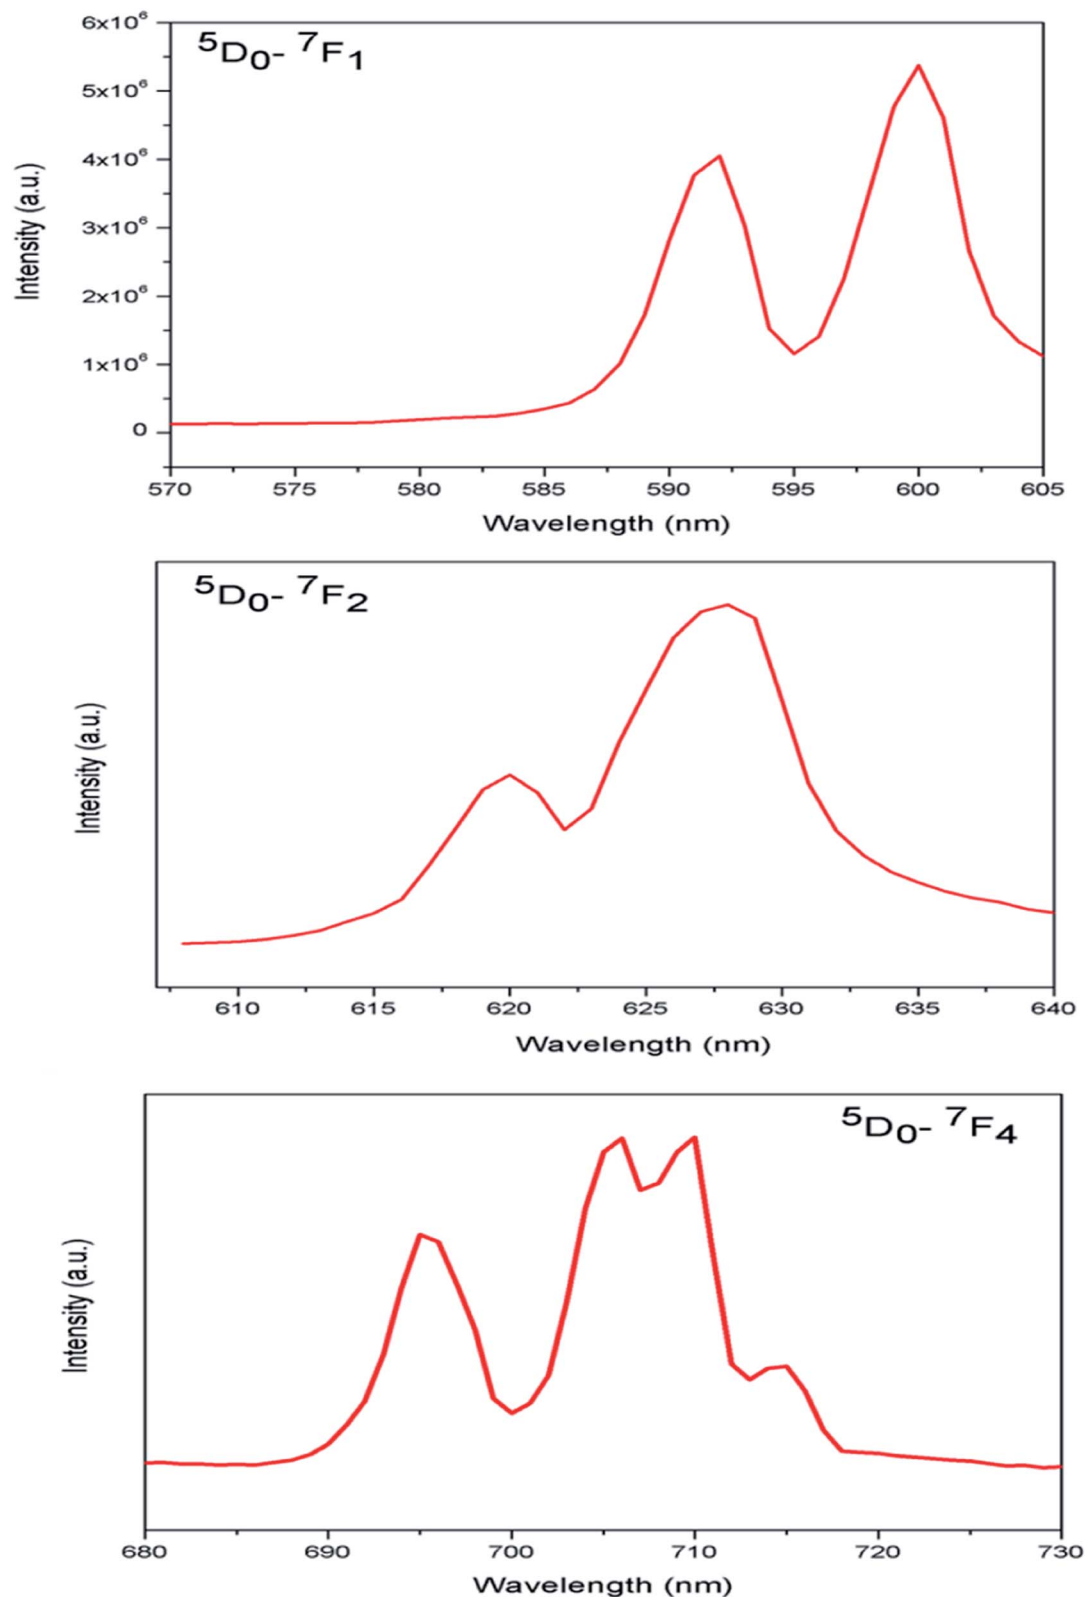 ⁵D₀- ⁷F₁
6x10⁶
5x10⁶
4x10⁶
3x10⁶
2x10⁶
1x10⁶
0
Intensity (a.u.)
570 575 580 585 590 595 600 605
Wavelength (nm)
⁵D₀- ⁷F₂
Intensity (a.u.)
610 615 620 625 630 635 640
Wavelength (nm)
⁵D₀- ⁷F₄
Intensity (a.u.)
680 690 700 710 720 730
Wavelength (nm)